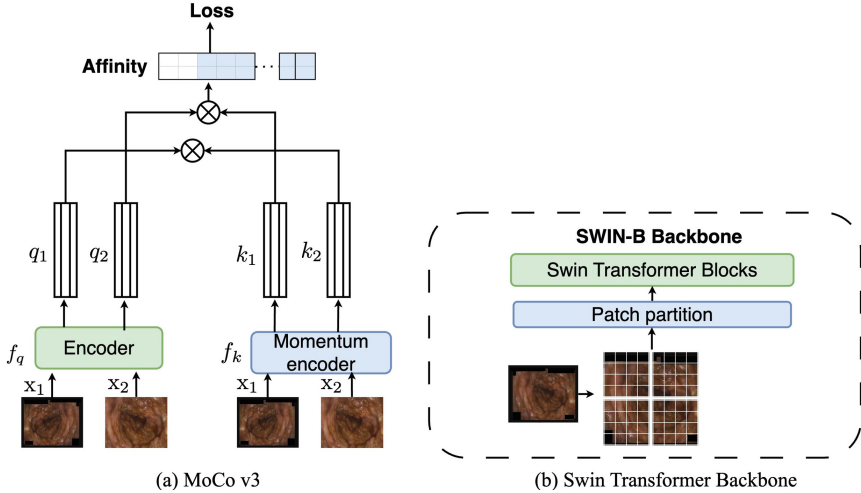 Loss
Affinity
q1
q2
k1
k2
fq
Encoder
fk
Momentum
encoder
x1
x2
x1
x2
(a) MoCo v3
SWIN-B Backbone
Swin Transformer Blocks
Patch partition
(b) Swin Transformer Backbone